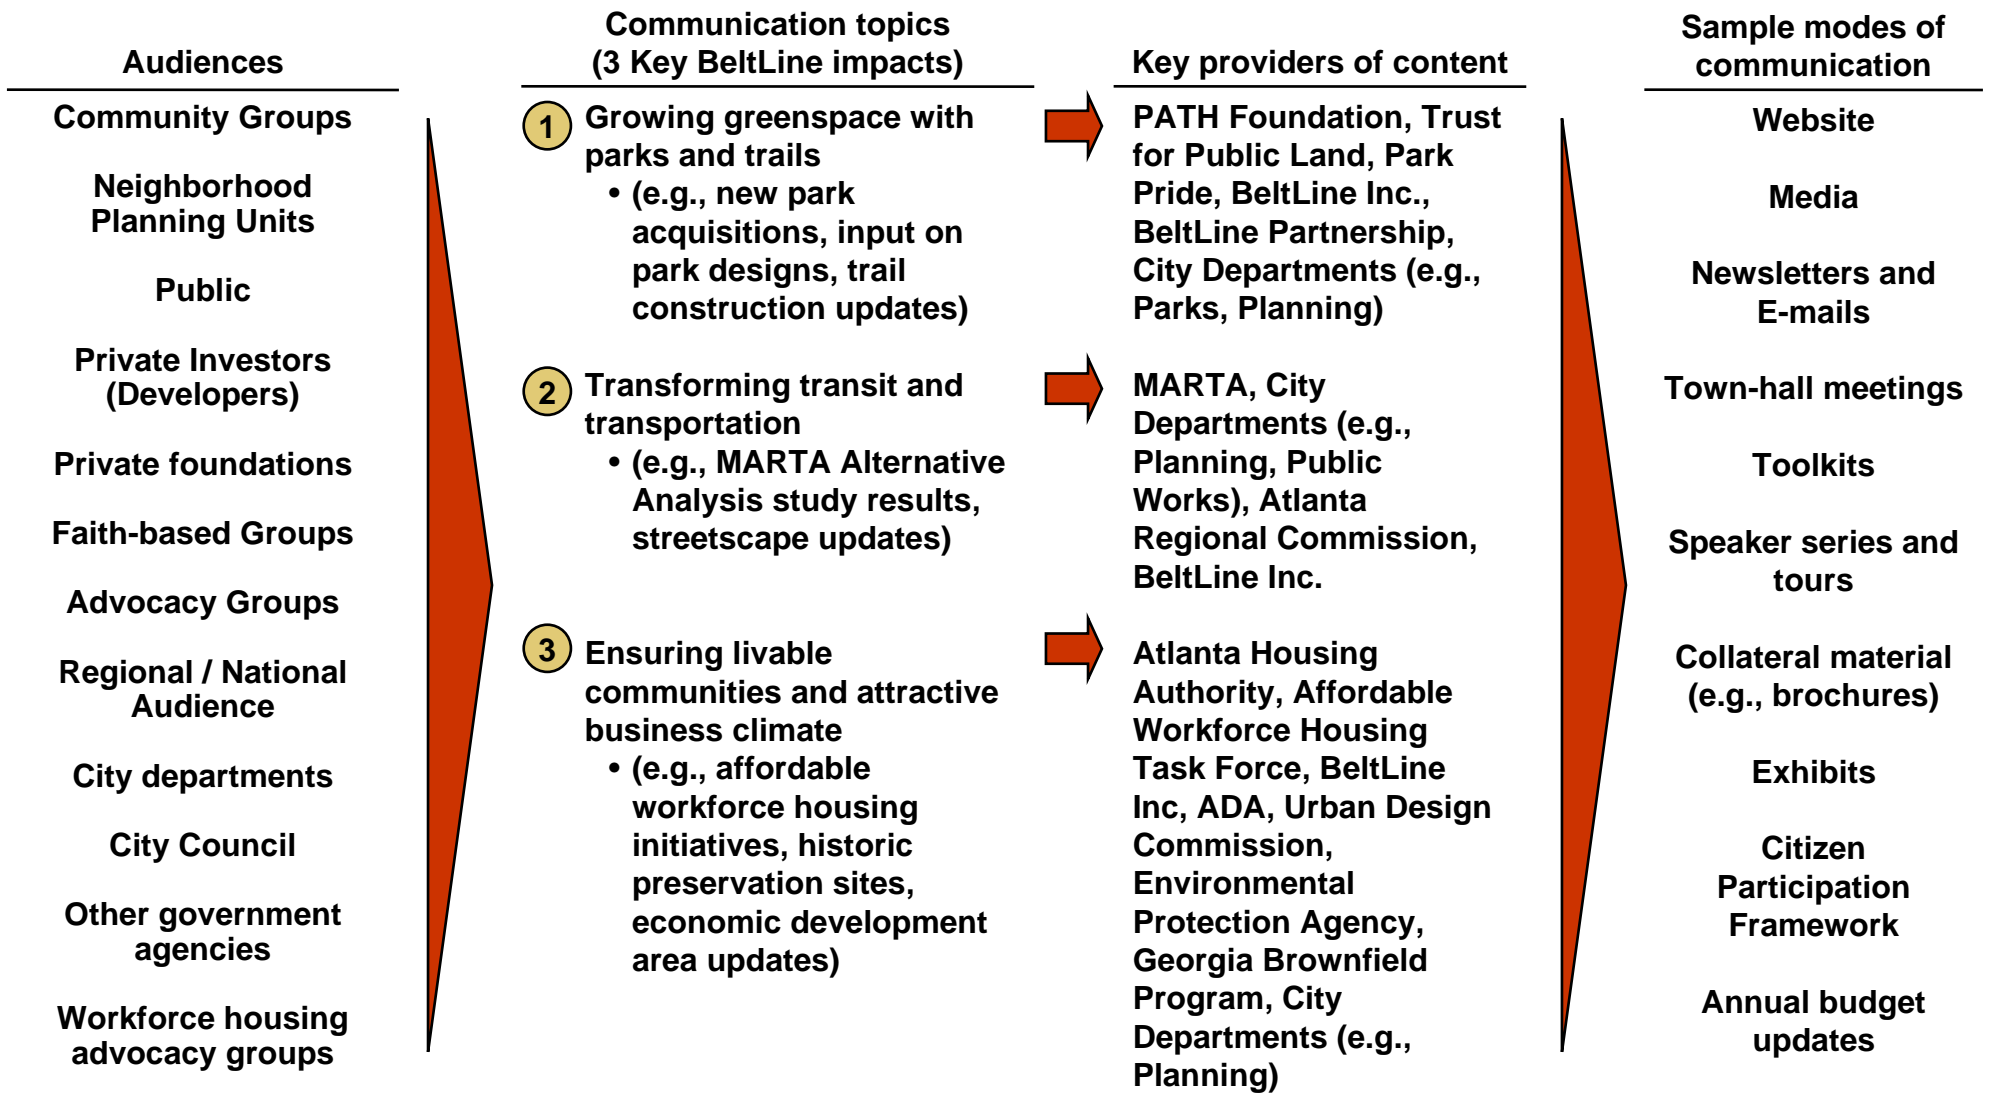 Audiences
Community Groups
Neighborhood
Planning Units
Public
Private Investors
(Developers)
Private foundations
Faith-based Groups
Advocacy Groups
Regional / National
Audience
City departments
City Council
Other government
agencies
Workforce housing
advocacy groups
Communication topics
(3 Key BeltLine impacts)
1 Growing greenspace with
parks and trails
• (e.g., new park
acquisitions, input on
park designs, trail
construction updates)
2 Transforming transit and
transportation
• (e.g., MARTA Alternative
Analysis study results,
streetscape updates)
3 Ensuring livable
communities and attractive
business climate
• (e.g., affordable
workforce housing
initiatives, historic
preservation sites,
economic development
area updates)
Key providers of content
PATH Foundation, Trust
for Public Land, Park
Pride, BeltLine Inc.,
BeltLine Partnership,
City Departments (e.g.,
Parks, Planning)
MARTA, City
Departments (e.g.,
Planning, Public
Works), Atlanta
Regional Commission,
BeltLine Inc.
Atlanta Housing
Authority, Affordable
Workforce Housing
Task Force, BeltLine
Inc, ADA, Urban Design
Commission,
Environmental
Protection Agency,
Georgia Brownfield
Program, City
Departments (e.g.,
Planning)
Sample modes of
communication
Website
Media
Newsletters and
E-mails
Town-hall meetings
Toolkits
Speaker series and
tours
Collateral material
(e.g., brochures)
Exhibits
Citizen
Participation
Framework
Annual budget
updates